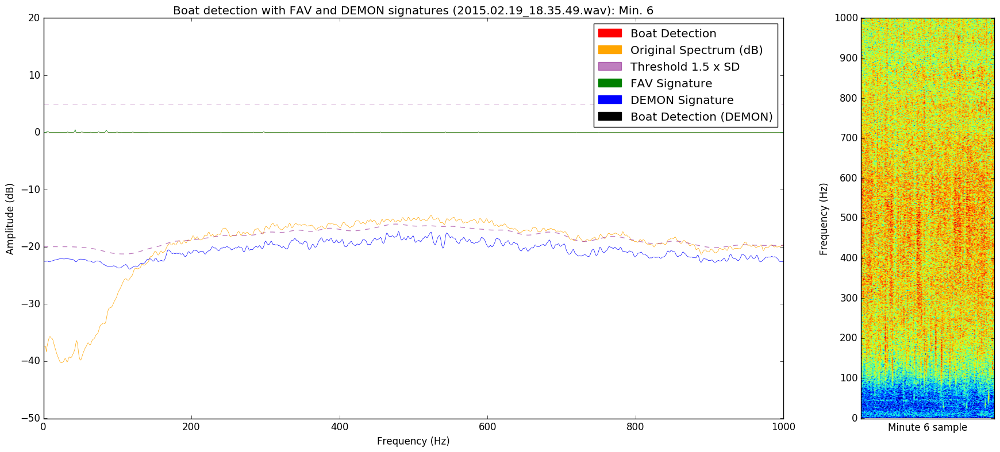 Boat detection with FAV and DEMON signatures (2015.02.19_18.35.49.wav): Min. 6
20
10
0
−10
−20
−30
−40
−50
Amplitude (dB)
0
200
400
600
800
1000
Frequency (Hz)
Boat Detection
Original Spectrum (dB)
Threshold 1.5 x SD
FAV Signature
DEMON Signature
Boat Detection (DEMON)
1000
900
800
700
600
500
400
300
200
100
0
Frequency (Hz)
Minute 6 sample